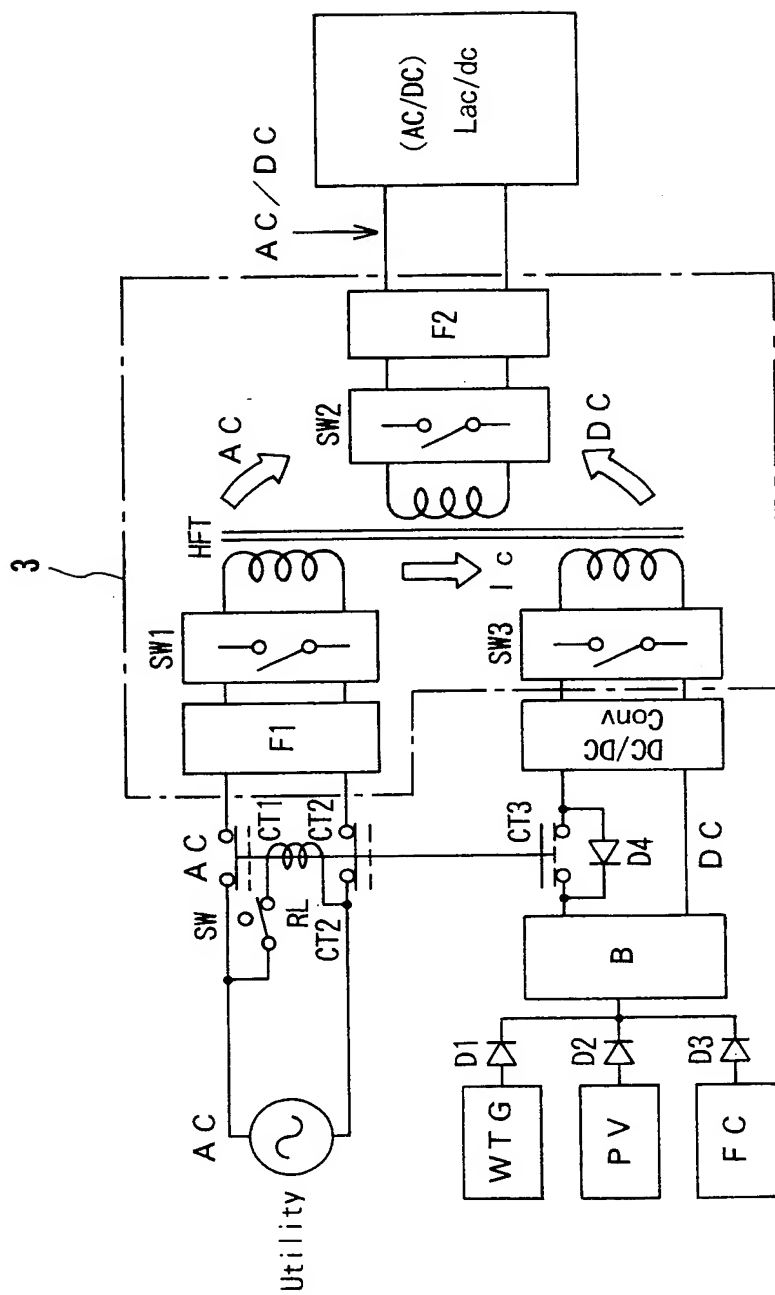 3
AC/DC
(AC/DC)
Lac/dc
AC
HFT
SW1
F1
SW2
F2
DC
Ic
SW3
DC/DC
Conv
AC
CT1
CT2
SW
RL
CT2
CT3
D4
DC
B
AC
Utility
D1
D2
D3
WTG
PV
FC